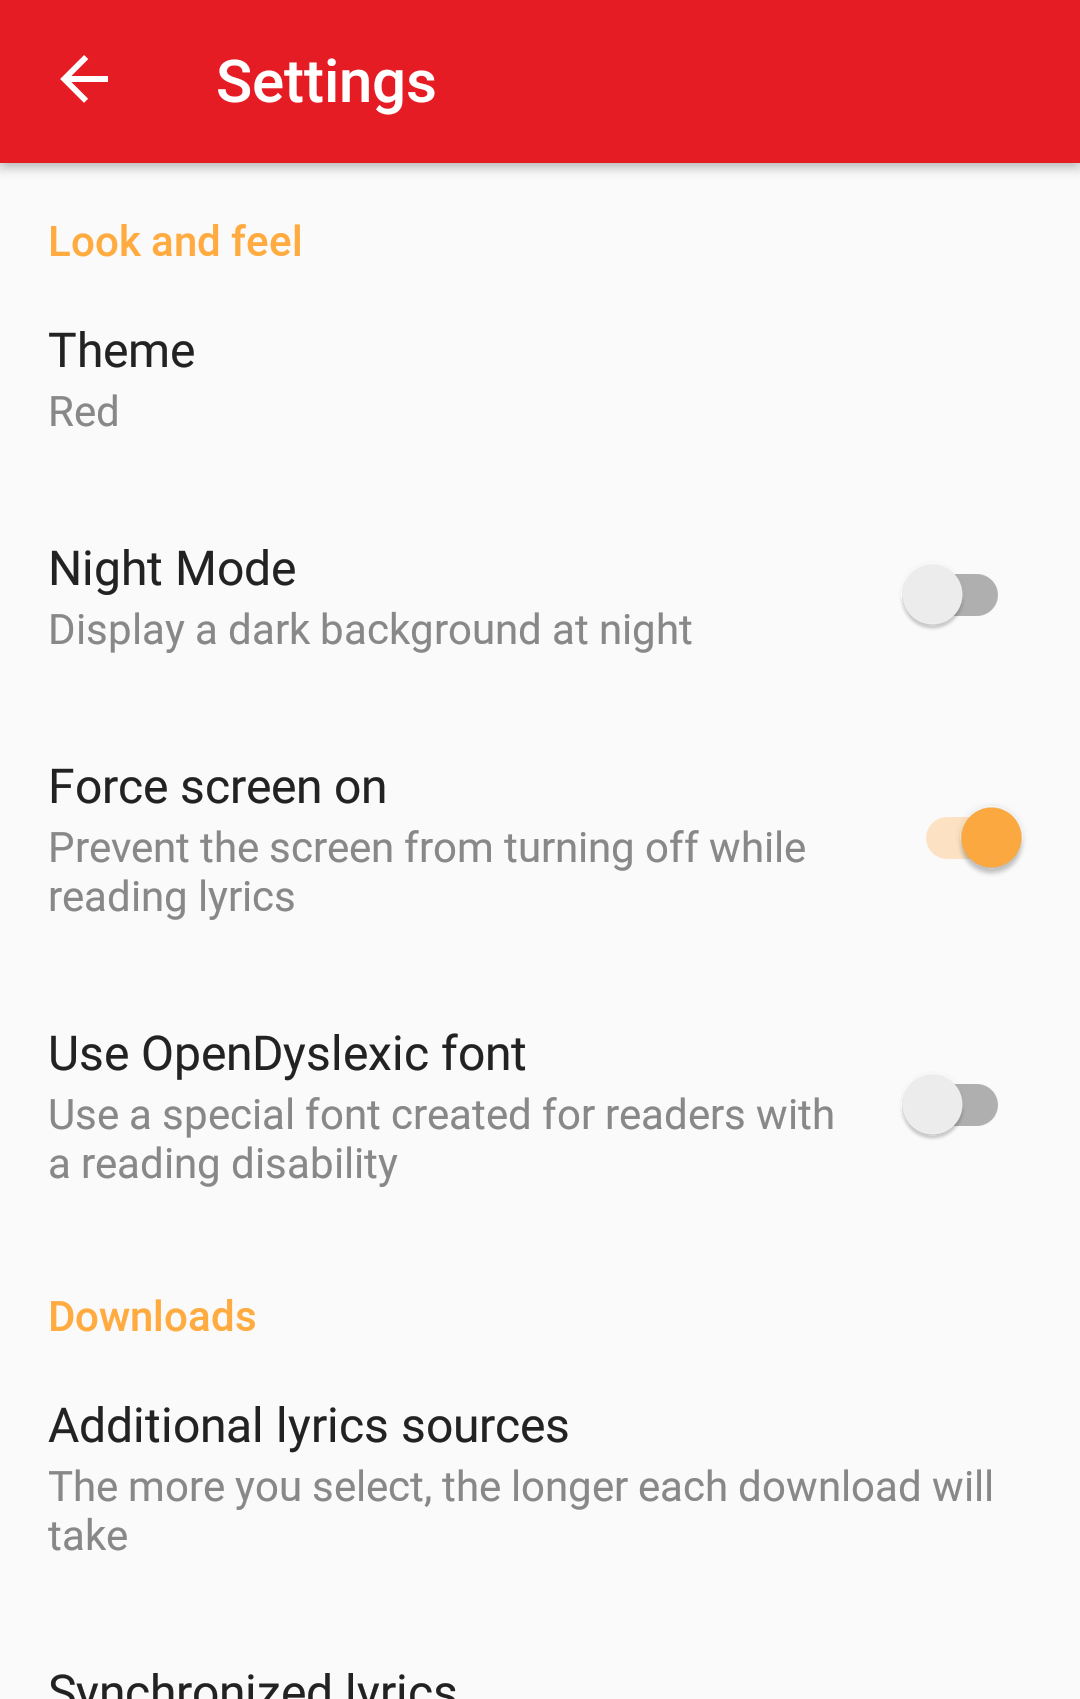 Settings
Look and feel
Theme
Red
Night Mode
Display a dark background at night
Force screen on
Prevent the screen from turning off while
reading lyrics
Use OpenDyslexic font
Use a special font created for readers with
a reading disability
Downloads
Additional lyrics sources
The more you select, the longer each download will
take
Synchronized lyrics